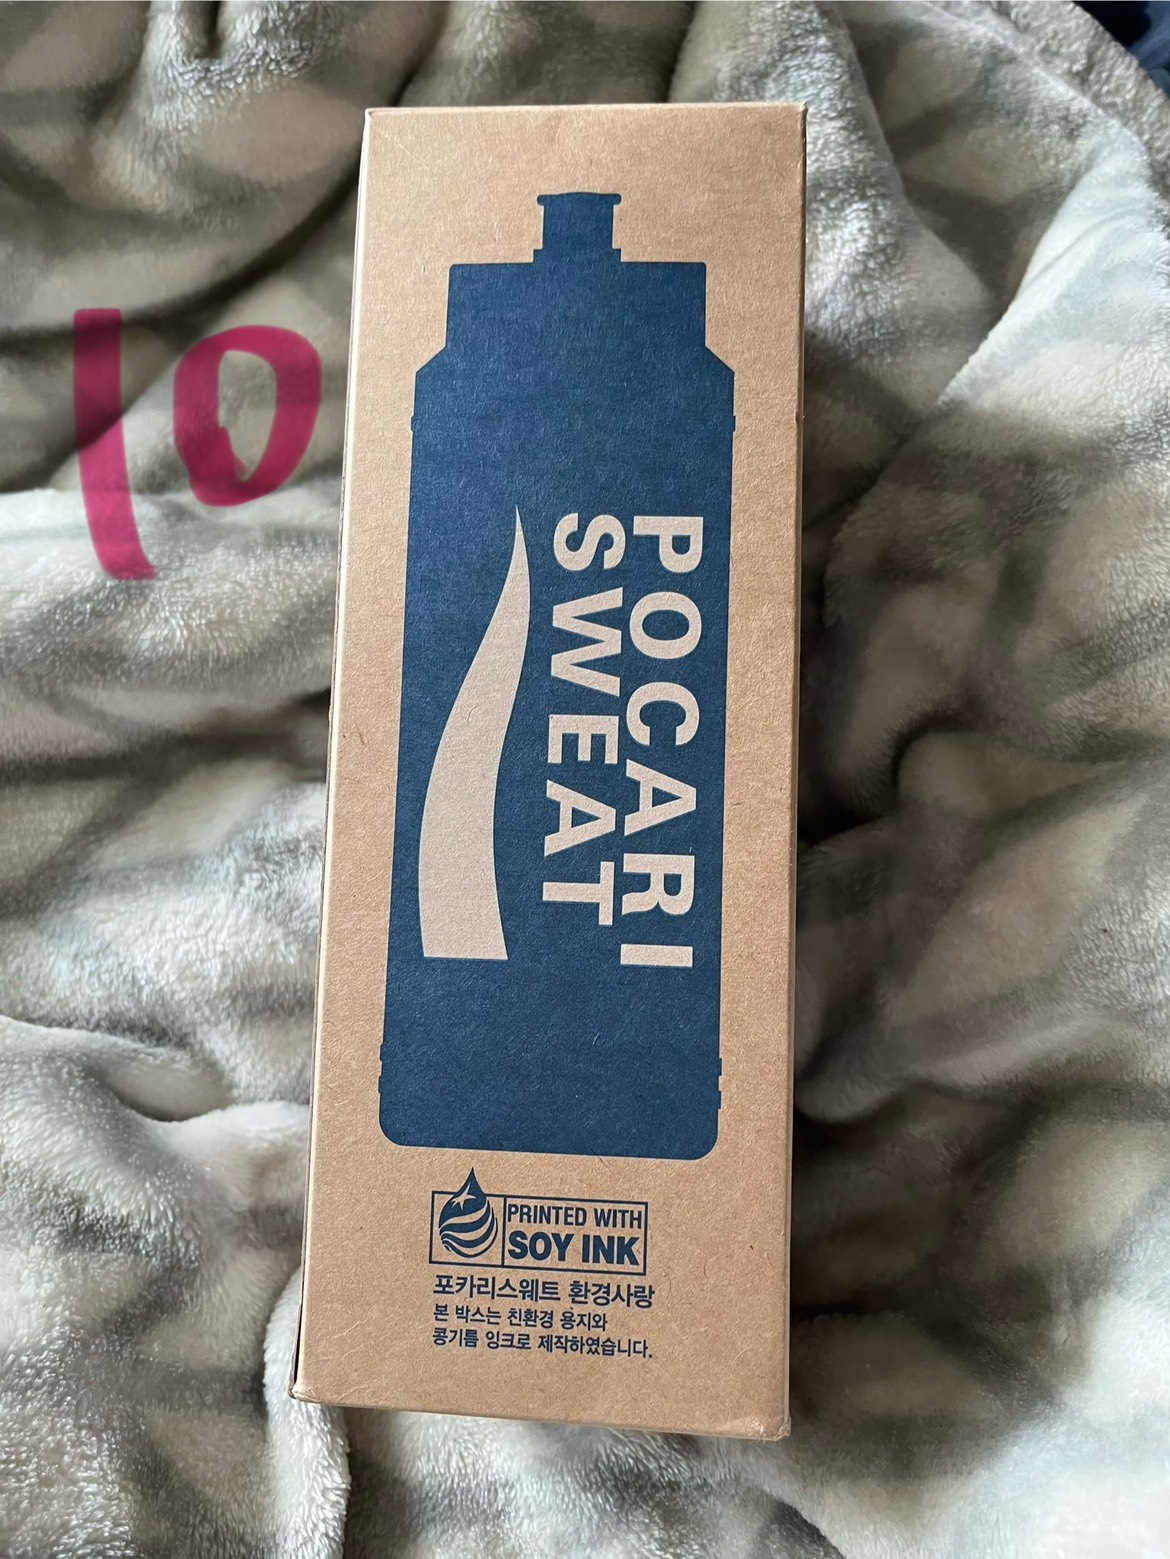 10
POCARI
SWEAT
PRINTED WITH
SOY INK
포카리스웨트 환경사랑
본 박스는 친환경 용지와
콩기름 잉크로 제작하였습니다.